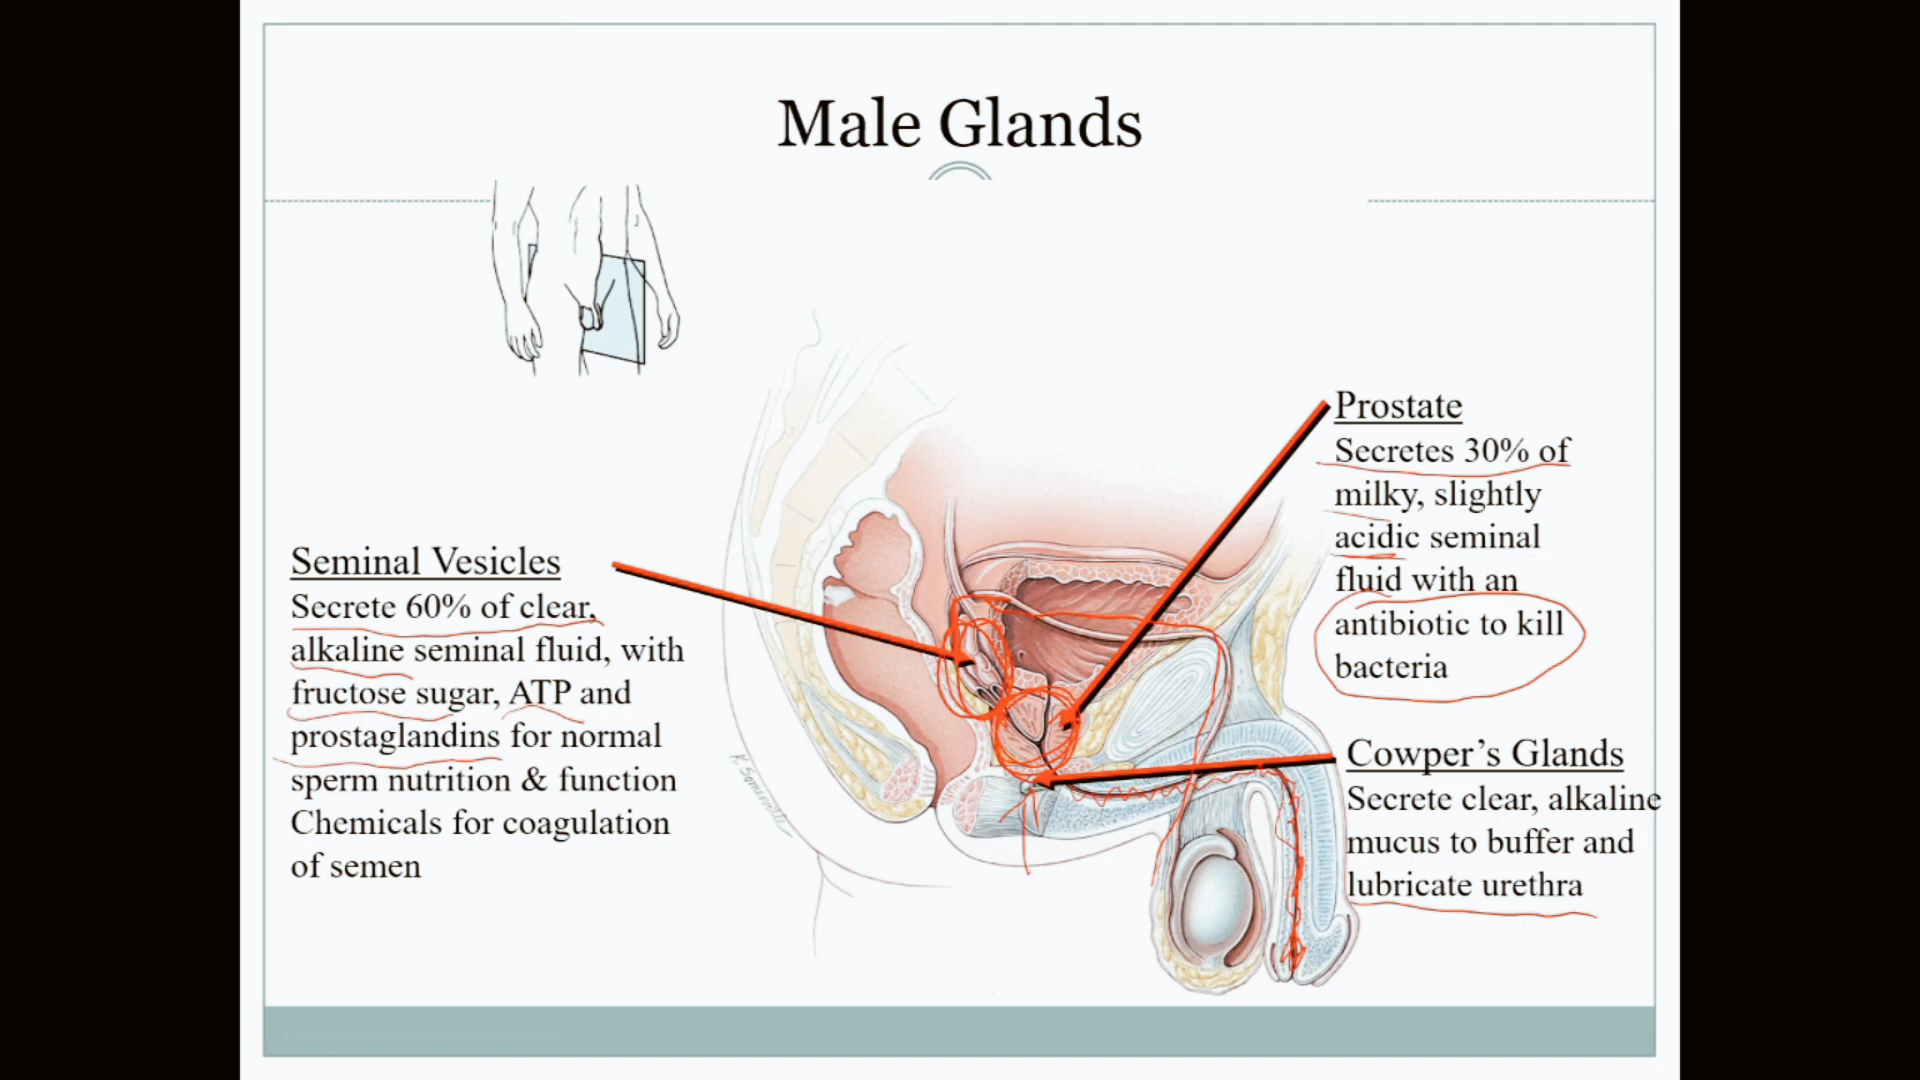 Male Glands
Seminal Vesicles
Secrete 60% of clear,
alkaline seminal fluid, with
fructose sugar, ATP and
prostaglandins for normal
sperm nutrition & function
Chemicals for coagulation
of semen
Prostate
Secretes 30% of
milky, slightly
acidic seminal
fluid with an
antibiotic to kill
bacteria
Cowper's Glands
Secrete clear, alkaline
mucus to buffer and
lubricate urethra